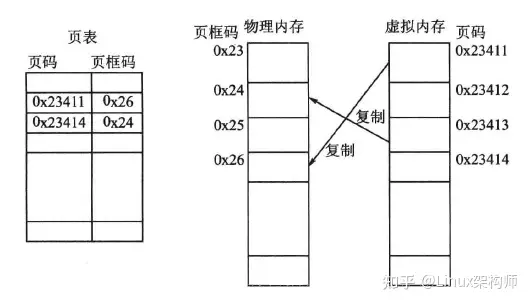 页表
页码 页框码
0x23411 0x26
0x23414 0x24
页框码 物理内存 虚拟内存 页码
0x23 0x23411
0x24 0x23412
复制
0x25 0x23413
复制
0x26 0x23414
知乎 @Linux架构师